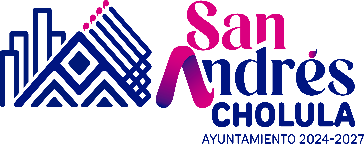 San
Andrés
CHOLULA
AYUNTAMIENTO 2024-2027